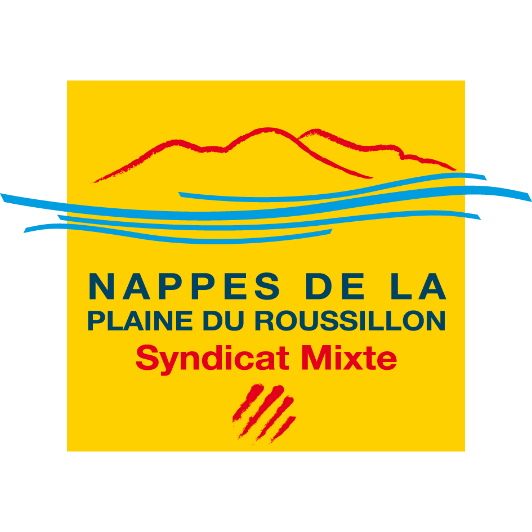 NAPPES DE LA
PLAINE DU ROUSSILLON
Syndicat Mixte